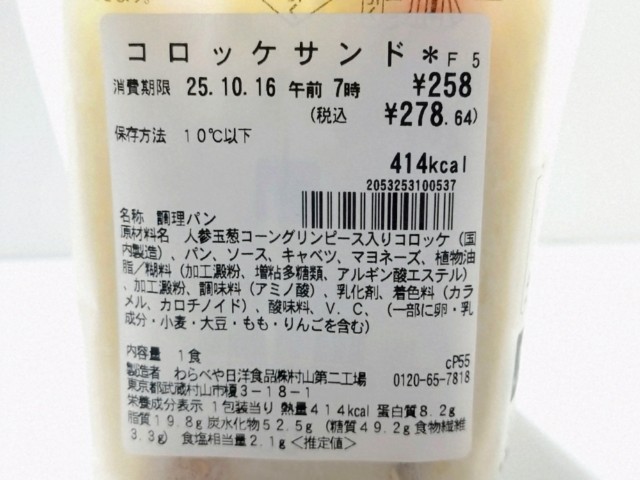 コロッケサンド＊F 5
消費期限 25.10.16 午前 7時 ¥258
(税込 ¥278.64)
保存方法 10℃以下
414kcal
2053253100537
名称 調理パン
原材料名 人参玉葱コーングリンピース入りコロッケ（国
内製造）、パン、ソース、キャベツ、マヨネーズ、植物油
脂／糊料（加工澱粉、増粘多糖類、アルギン酸エステル）
、加工澱粉、調味料（アミノ酸）、乳化剤、着色料（カラ
メル、カロチノイド）、酸味料、V．C．、（一部に卵・乳
成分・小麦・大豆・もも・りんごを含む）
内容量 1食 cP55
製造者 わらべや日洋食品㈱村山第二工場 0120-65-7818
東京都武蔵村山市榎3－18－1
栄養成分表示 1包装当り 熱量414kcal 蛋白質8.2g
脂質19.8g 炭水化物52.5g（糖質49.2g 食物繊維
3.3g） 食塩相当量2.1g＜推定値＞